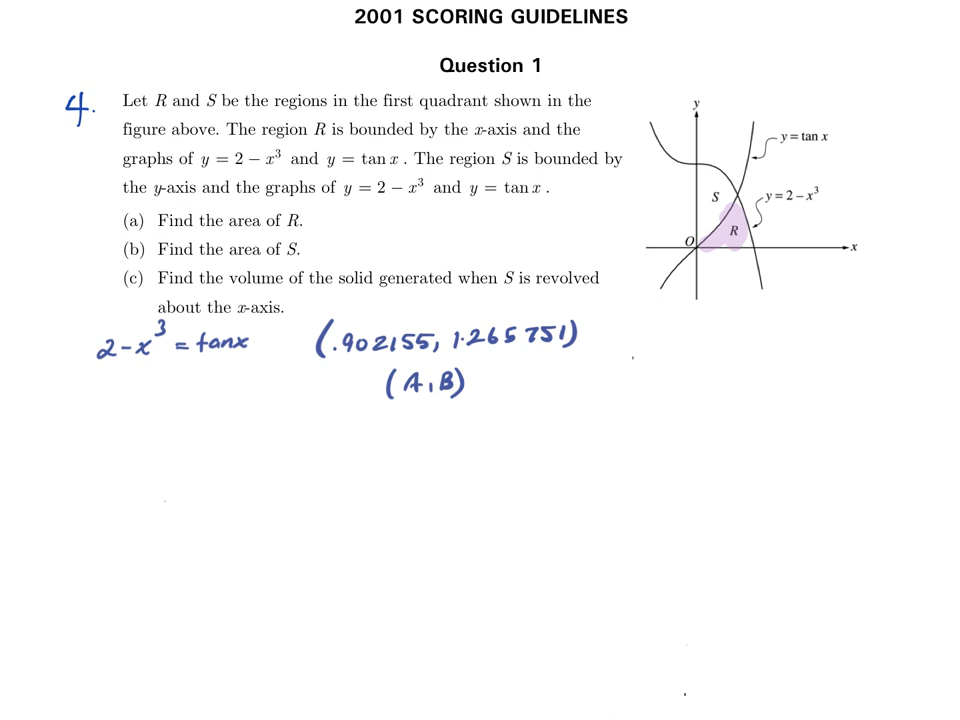 2001 SCORING GUIDELINES
Question 1
4.
Let R and S be the regions in the first quadrant shown in the
figure above. The region R is bounded by the x-axis and the
graphs of y = 2 − x³ and y = tan x . The region S is bounded by
the y-axis and the graphs of y = 2 − x³ and y = tan x .
(a) Find the area of R.
(b) Find the area of S.
(c) Find the volume of the solid generated when S is revolved
about the x-axis.
y
y = tan x
S
y = 2 − x³
R
O
x
2-x³ = tanx
(.902155, 1.265751)
(A, B)